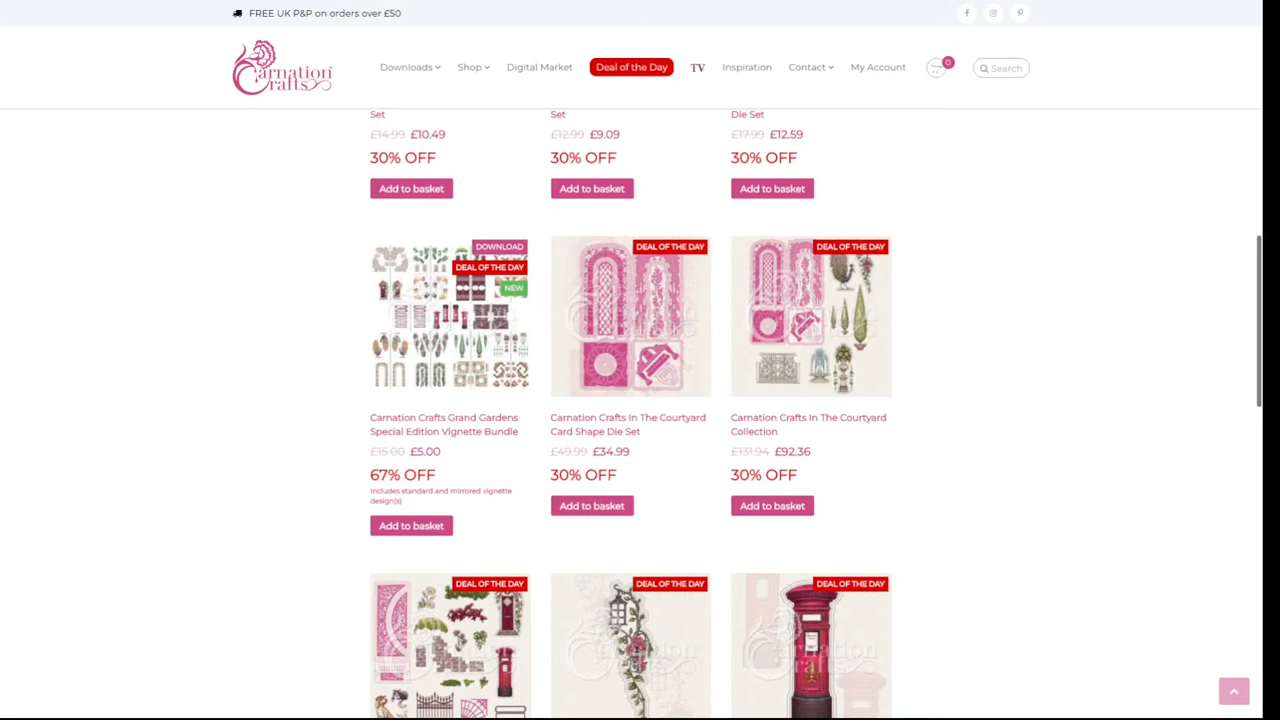 FREE UK P&P on orders over £50
Carnation Crafts
Downloads Shop Digital Market Deal of the Day TV Inspiration Contact My Account 0 Search
Set Set Die Set
£14.99 £10.49 £12.99 £9.09 £17.99 £12.59
30% OFF 30% OFF 30% OFF
Add to basket Add to basket Add to basket
DOWNLOAD DEAL OF THE DAY DEAL OF THE DAY
DEAL OF THE DAY
NEW
Carnation Crafts Grand Gardens
Special Edition Vignette Bundle
£15.00 £5.00
67% OFF
Includes standard and mirrored vignette
design(s)
Add to basket
Carnation Crafts In The Courtyard
Card Shape Die Set
£49.99 £34.99
30% OFF
Add to basket
Carnation Crafts In The Courtyard
Collection
£131.94 £92.36
30% OFF
Add to basket
DEAL OF THE DAY DEAL OF THE DAY DEAL OF THE DAY
Carnation Crafts Carnation Crafts Carnation Crafts